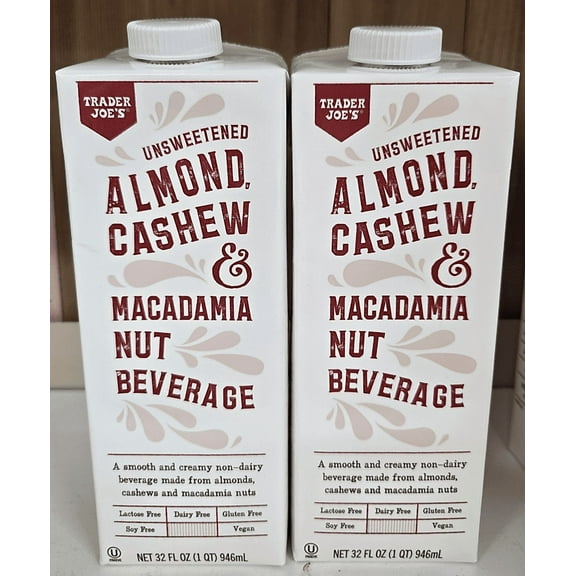 TRADER
JOE'S
UNSWEETENED
ALMOND,
CASHEW
&
MACADAMIA
NUT
BEVERAGE
A smooth and creamy non-dairy
beverage made from almonds,
cashews and macadamia nuts
Lactose Free Dairy Free Gluten Free
Soy Free Vegan
U
PAREVE
NET 32 FL OZ (1 QT) 946mL
TRADER
JOE'S
UNSWEETENED
ALMOND,
CASHEW
&
MACADAMIA
NUT
BEVERAGE
A smooth and creamy non-dairy
beverage made from almonds,
cashews and macadamia nuts
Lactose Free Dairy Free Gluten Free
Soy Free Vegan
U
PAREVE
NET 32 FL OZ (1 QT) 946mL